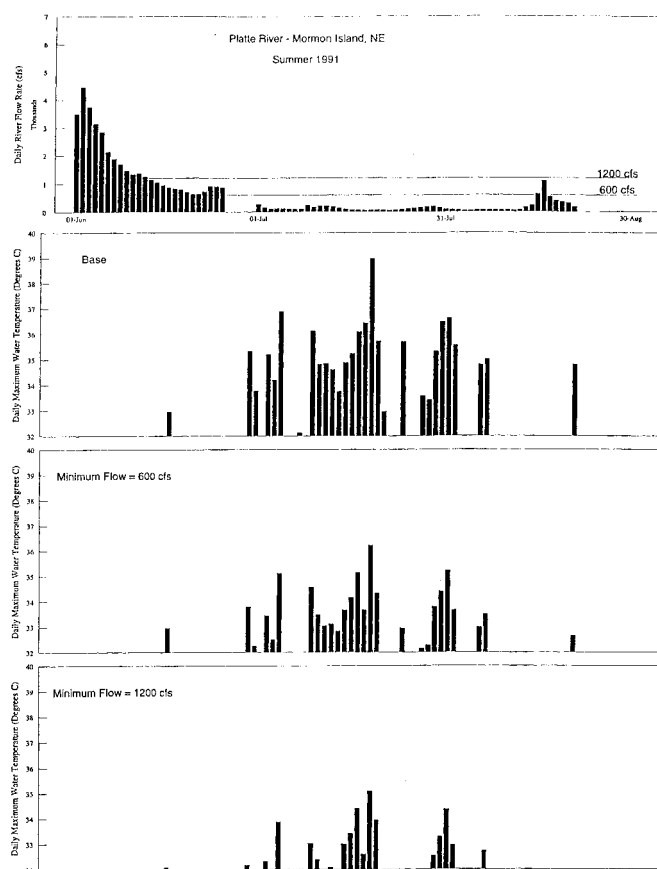 Platte River - Mormon Island, NE
Summer 1991
Daily River Flow Rate (cfs)
Thousands
7
6
5
4
3
2
1
0
1200 cfs
600 cfs
01-Jun
01-Jul
31-Jul
30-Aug
Base
Daily Maximum Water Temperature (Degrees C)
40
39
38
37
36
35
34
33
32
Minimum Flow = 600 cfs
Daily Maximum Water Temperature (Degrees C)
40
39
38
37
36
35
34
33
32
Minimum Flow = 1200 cfs
Daily Maximum Water Temperature (Degrees C)
40
39
38
37
36
35
34
33
32